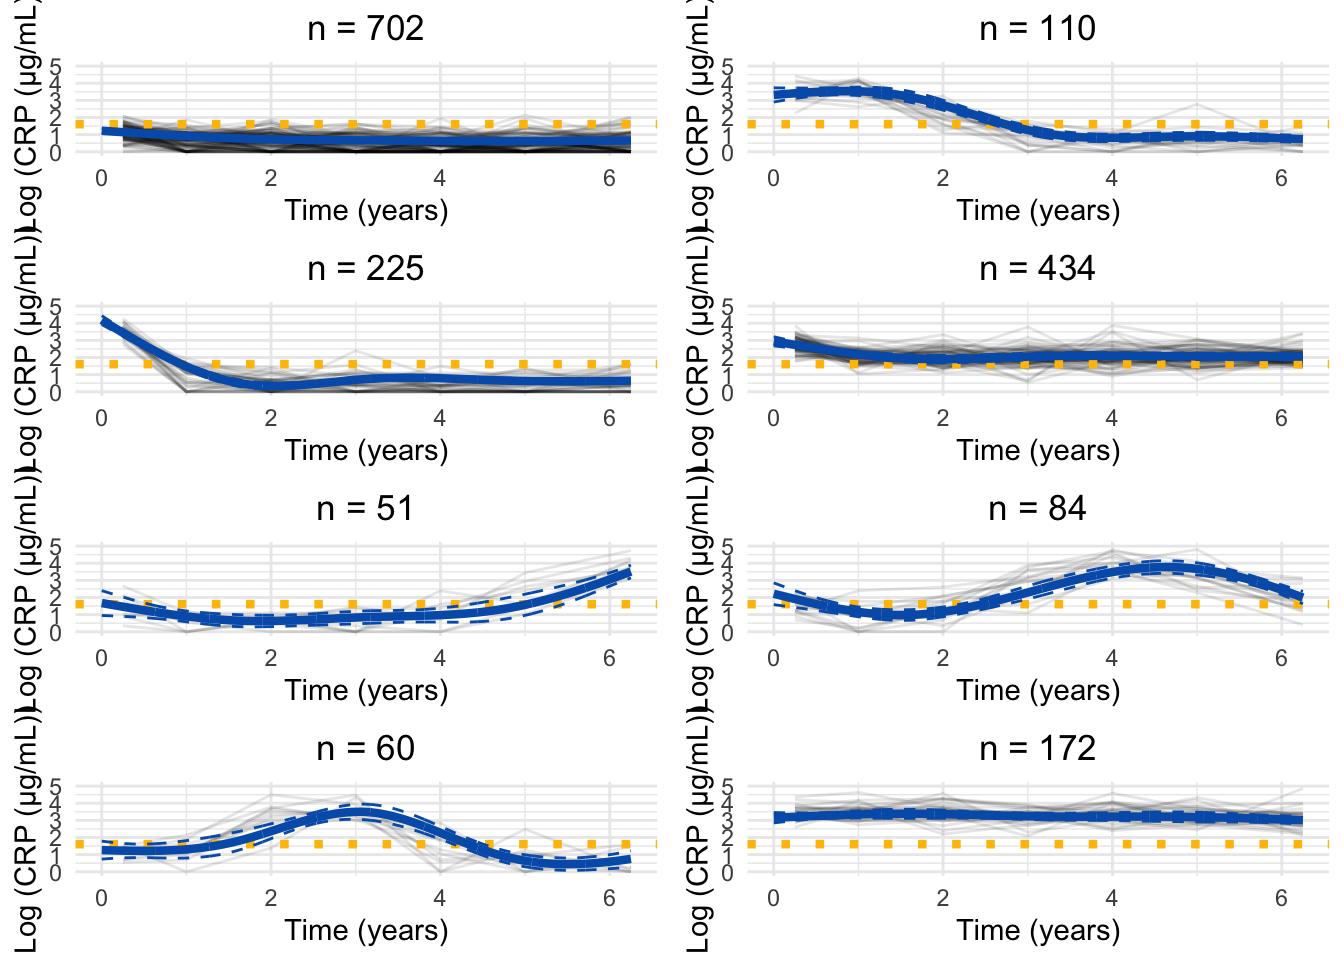 n = 702
Log (CRP (μg/mL))
5
4
3
2
1
0
0 2 4 6
Time (years)
n = 110
Log (CRP (μg/mL))
5
4
3
2
1
0
0 2 4 6
Time (years)
n = 225
Log (CRP (μg/mL))
5
4
3
2
1
0
0 2 4 6
Time (years)
n = 434
Log (CRP (μg/mL))
5
4
3
2
1
0
0 2 4 6
Time (years)
n = 51
Log (CRP (μg/mL))
5
4
3
2
1
0
0 2 4 6
Time (years)
n = 84
Log (CRP (μg/mL))
5
4
3
2
1
0
0 2 4 6
Time (years)
n = 60
Log (CRP (μg/mL))
5
4
3
2
1
0
0 2 4 6
Time (years)
n = 172
Log (CRP (μg/mL))
5
4
3
2
1
0
0 2 4 6
Time (years)